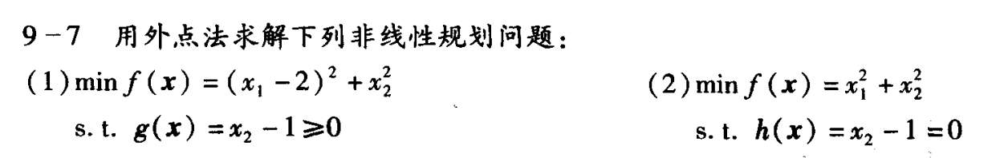 9-7 用外点法求解下列非线性规划问题:
(1) min f(x) = (x₁ - 2)² + x₂² (2) min f(x) = x₁² + x₂²
s.t. g(x) = x₂ - 1 ≥ 0 s.t. h(x) = x₂ - 1 = 0